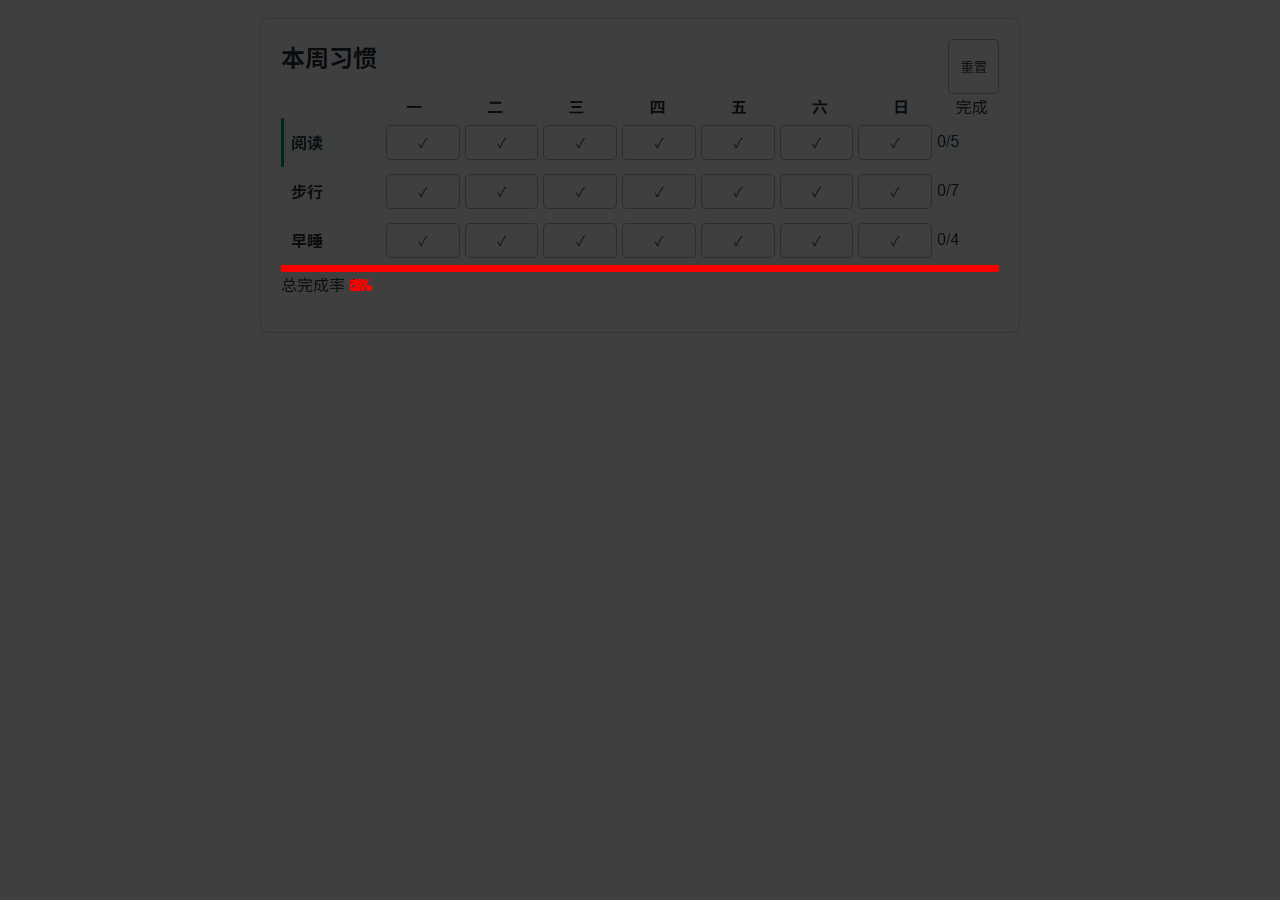 本周习惯
重置
一 二 三 四 五 六 日 完成
阅读 ✓ ✓ ✓ ✓ ✓ ✓ ✓ 0/5
步行 ✓ ✓ ✓ ✓ ✓ ✓ ✓ 0/7
早睡 ✓ ✓ ✓ ✓ ✓ ✓ ✓ 0/4
总完成率